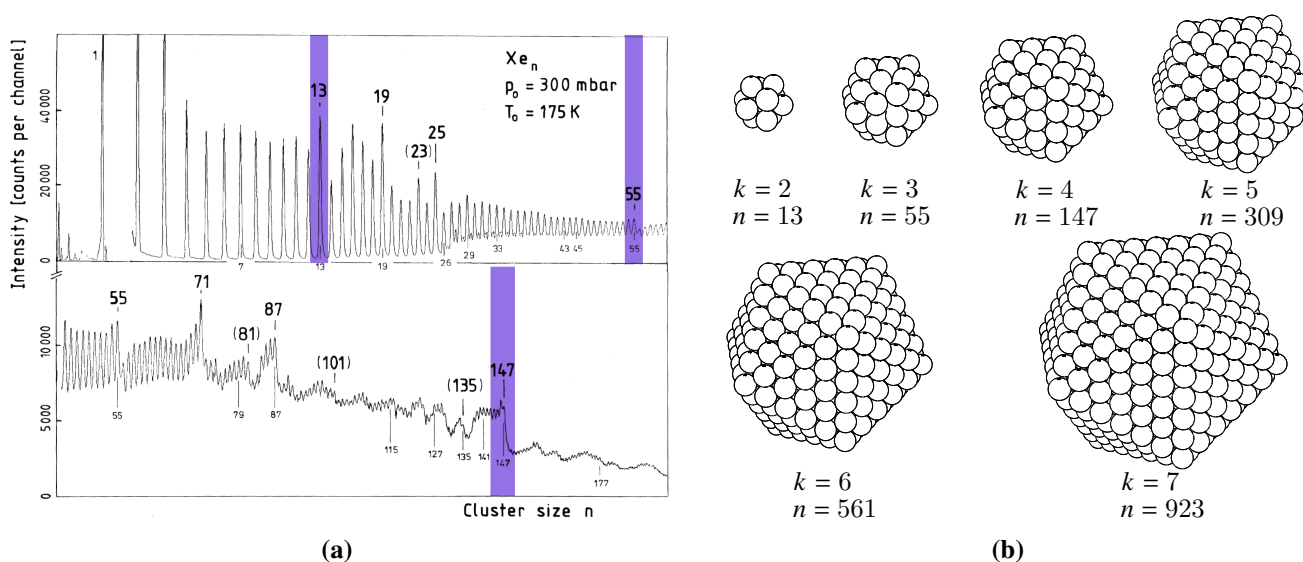 Intensity [counts per channel]
40000
20000
0
1
13
19
(23)
25
55
Xe_n
p_o = 300 mbar
T_o = 175 K
7
13
19
26
29
33
43 45
55
10000
5000
0
55
71
(81)
87
(101)
(135)
147
55
79
87
115
127
135
141
147
177
Cluster size n
(a)
k = 2
n = 13
k = 3
n = 55
k = 4
n = 147
k = 5
n = 309
k = 6
n = 561
k = 7
n = 923
(b)